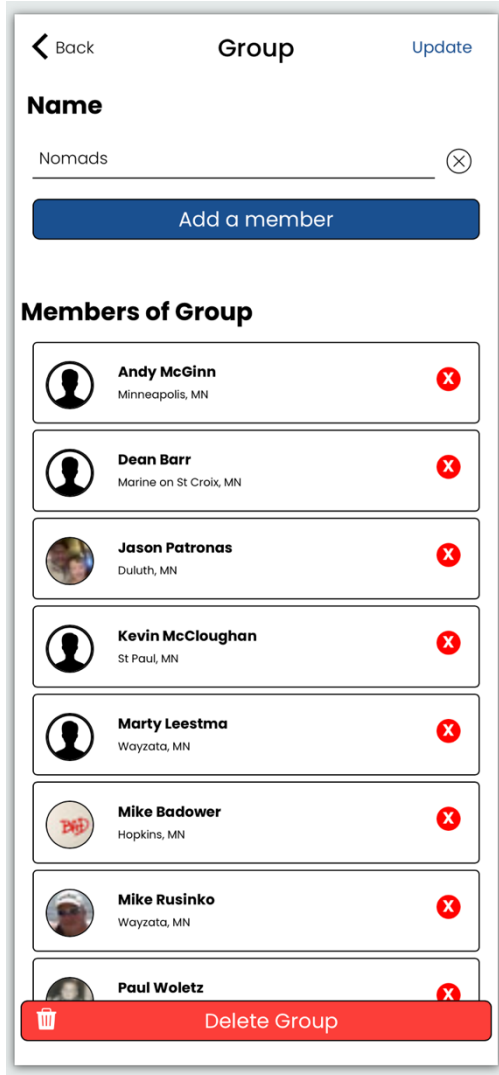 Back Group Update
Name
Nomads
Add a member
Members of Group
Andy McGinn
Minneapolis, MN
X
Dean Barr
Marine on St Croix, MN
X
Jason Patronas
Duluth, MN
X
Kevin McCloughan
St Paul, MN
X
Marty Leestma
Wayzata, MN
X
BAD
Mike Badower
Hopkins, MN
X
Mike Rusinko
Wayzata, MN
X
Paul Woletz
X
Delete Group